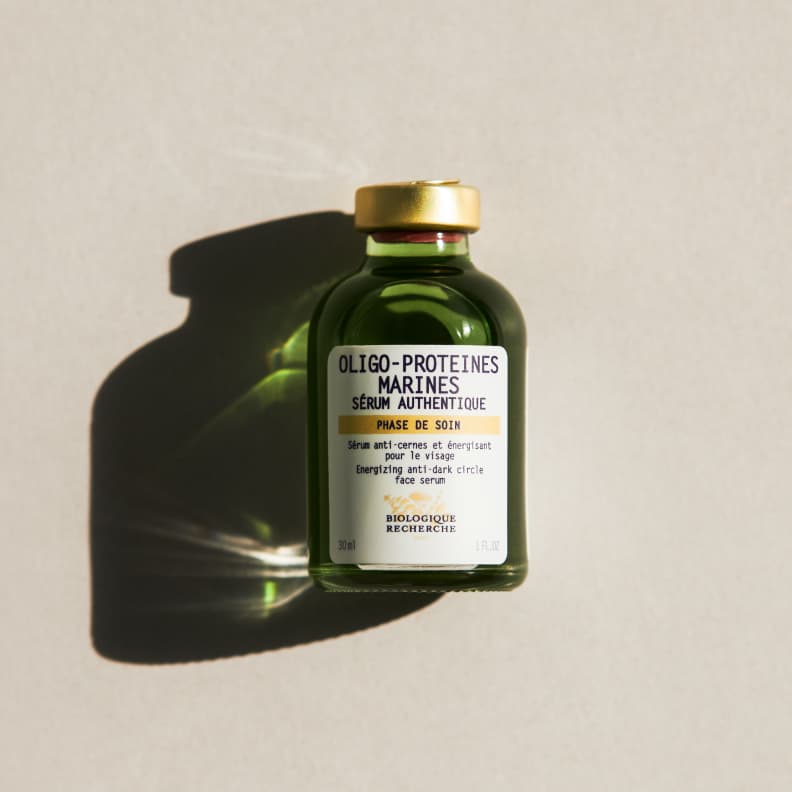 OLIGO-PROTEINES
MARINES
SÉRUM AUTHENTIQUE
PHASE DE SOIN
Sérum anti-cernes et énergisant
pour le visage
Energizing anti-dark circle
face serum
BIOLOGIQUE
RECHERCHE
30ml 1 FL.OZ